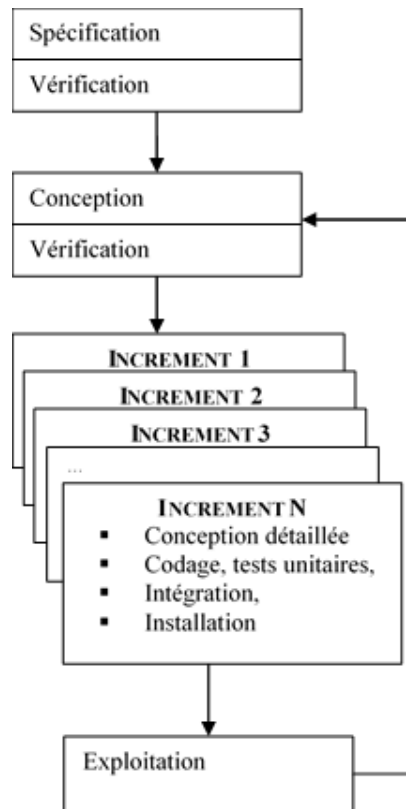 Spécification
Vérification
Conception
Vérification
INCREMENT 1
INCREMENT 2
INCREMENT 3
...
INCREMENT N
▪ Conception détaillée
▪ Codage, tests unitaires,
▪ Intégration,
▪ Installation
Exploitation